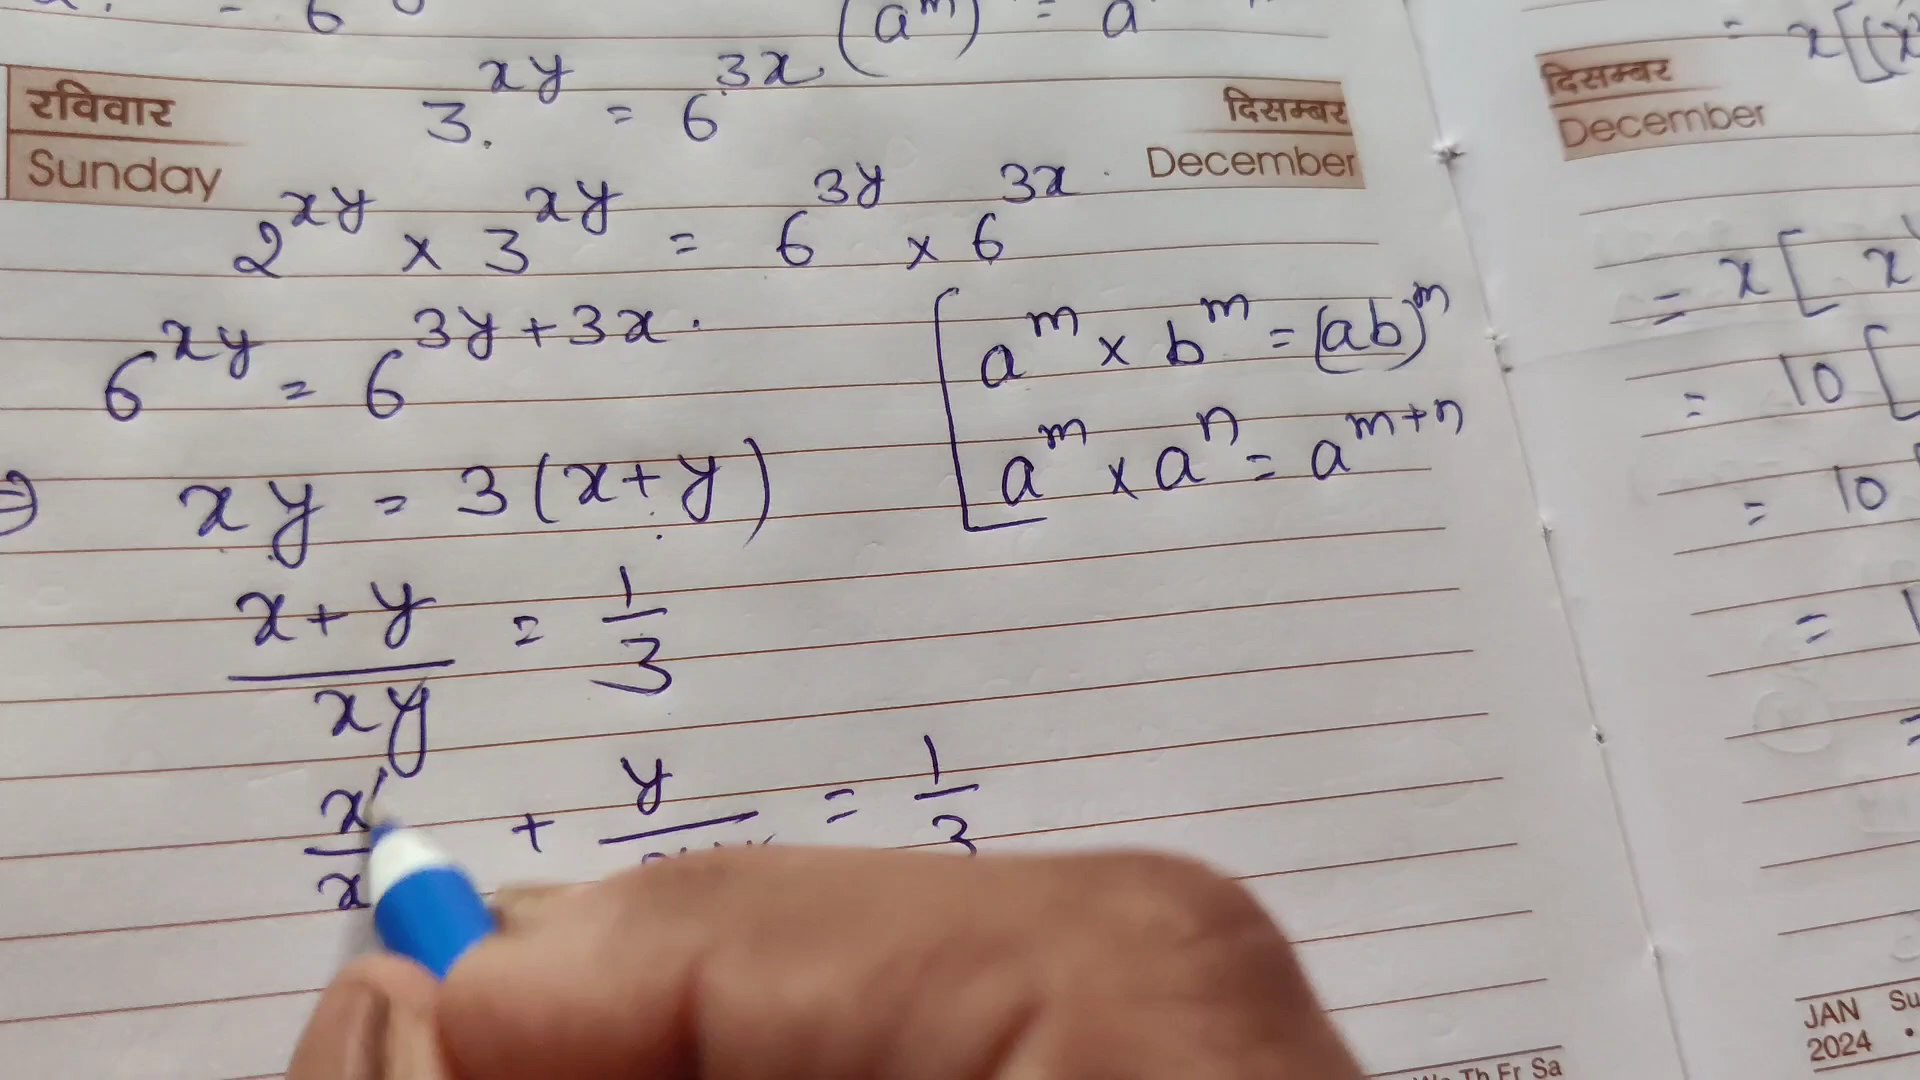 (a^m) = a
3^xy = 6^3x
रविवार
Sunday
दिसम्बर
December
2^xy × 3^xy = 6^3y × 6^3x
6^xy = 6^3y+3x
[a^m × b^m = (ab)^m
a^m × a^n = a^m+n
⇒ xy = 3(x+y)
x+y/xy = 1/3
x/x + y/ = 1/3
= x[(x
दिसम्बर
December
= x[x
= 10[
= 10
=
JAN Su
2024
Th Fr Sa